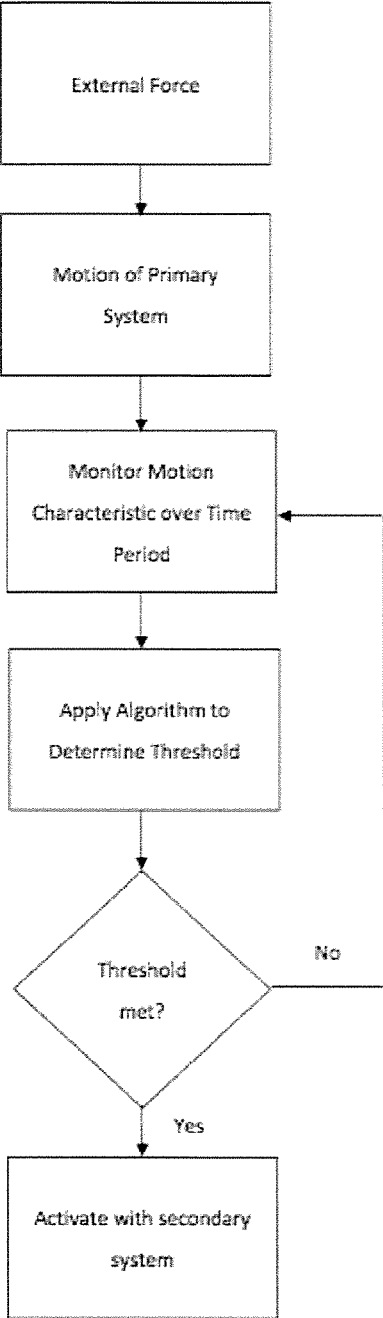 External Force
Motion of Primary
System
Monitor Motion
Characteristic over Time
Period
Apply Algorithm to
Determine Threshold
Threshold
met?
No
Yes
Activate with secondary
system